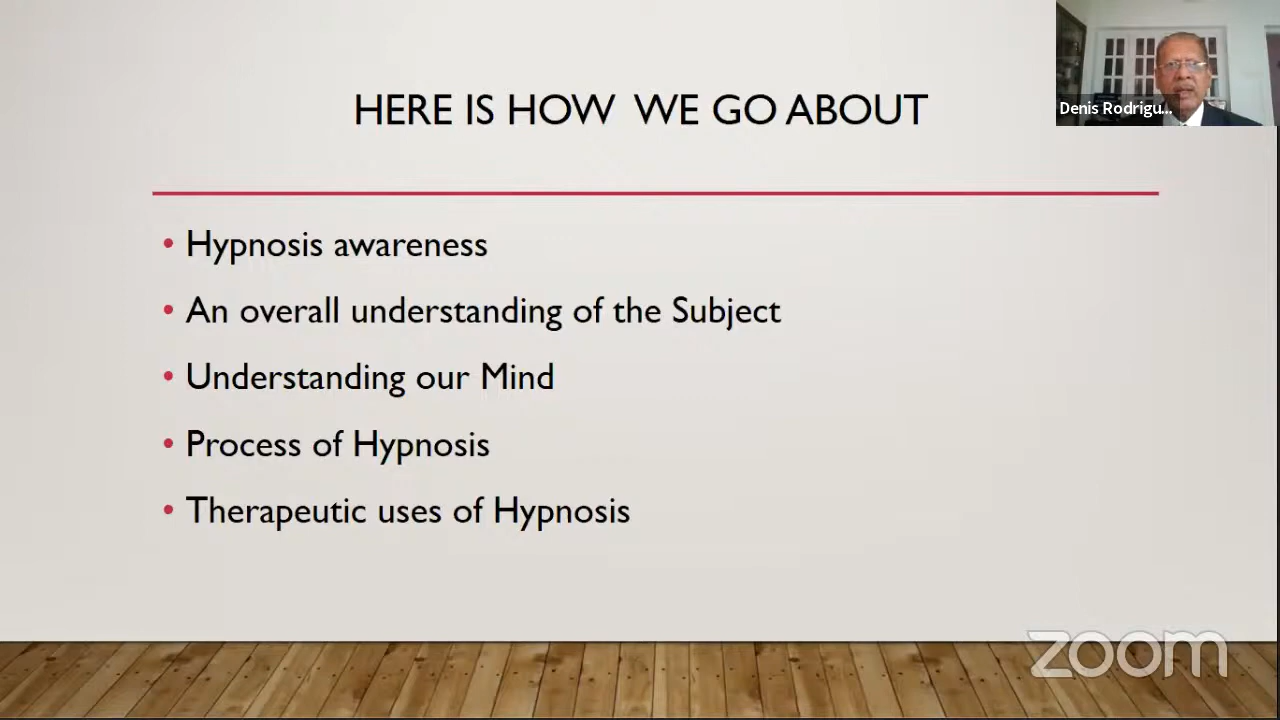 HERE IS HOW WE GO ABOUT
Denis Rodrigu...
• Hypnosis awareness
• An overall understanding of the Subject
• Understanding our Mind
• Process of Hypnosis
• Therapeutic uses of Hypnosis
zoom